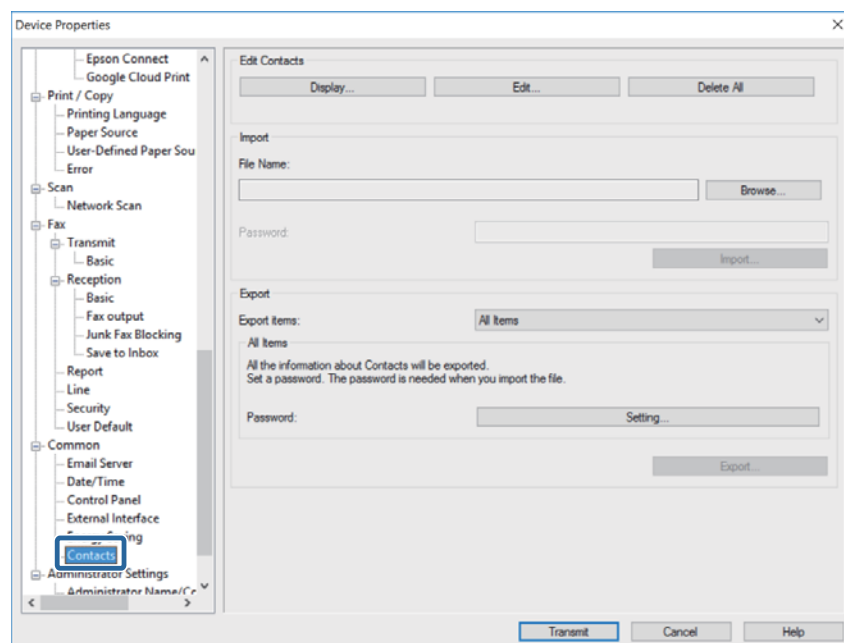 Device Properties
Epson Connect
Google Cloud Print
Print / Copy
Printing Language
Paper Source
User-Defined Paper Sou
Error
Scan
Network Scan
Fax
Transmit
Basic
Reception
Basic
Fax output
Junk Fax Blocking
Save to Inbox
Report
Line
Security
User Default
Common
Email Server
Date/Time
Control Panel
External Interface
Contacts
Administrator Settings
Administrator Name/Cc
Edit Contacts
Display... Edit... Delete All
Import
File Name:
Browse...
Password:
Import...
Export
Export items: All Items
All Items
All the information about Contacts will be exported.
Set a password. The password is needed when you import the file.
Password: Setting...
Export...
Transmit Cancel Help